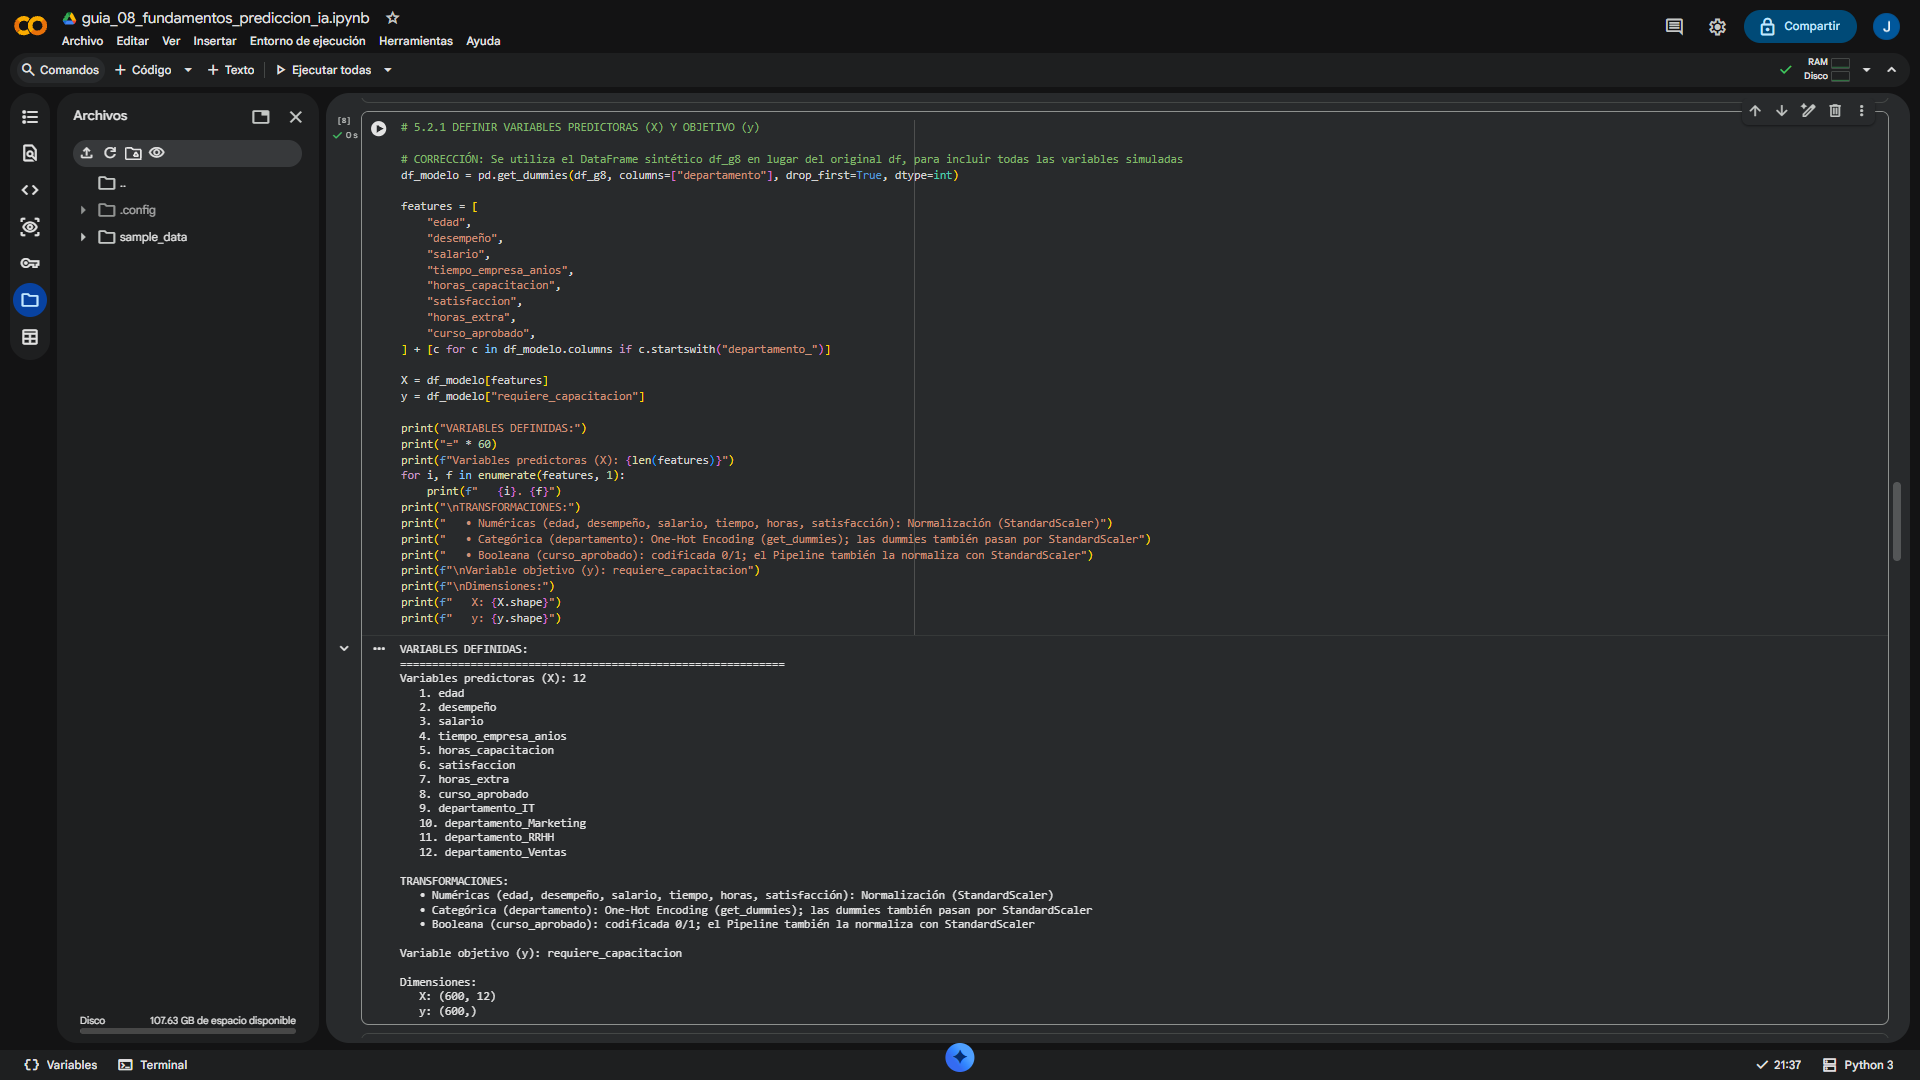 guia_08_fundamentos_prediccion_ia.ipynb
Archivo Editar Ver Insertar Entorno de ejecución Herramientas Ayuda
Compartir
J
Comandos + Código + Texto Ejecutar todas
RAM
Disco
Archivos
..
.config
sample_data
Disco 107.63 GB de espacio disponible
[8]
0 s
# 5.2.1 DEFINIR VARIABLES PREDICTORAS (X) Y OBJETIVO (y)
# CORRECCIÓN: Se utiliza el DataFrame sintético df_g8 en lugar del original df, para incluir todas las variables simuladas
df_modelo = pd.get_dummies(df_g8, columns=["departamento"], drop_first=True, dtype=int)
features = [
"edad",
"desempeño",
"salario",
"tiempo_empresa_anios",
"horas_capacitacion",
"satisfaccion",
"horas_extra",
"curso_aprobado",
] + [c for c in df_modelo.columns if c.startswith("departamento_")]
X = df_modelo[features]
y = df_modelo["requiere_capacitacion"]
print("VARIABLES DEFINIDAS:")
print("=" * 60)
print(f"Variables predictoras (X): {len(features)}")
for i, f in enumerate(features, 1):
print(f"   {i}. {f}")
print("\nTRANSFORMACIONES:")
print("   • Numéricas (edad, desempeño, salario, tiempo, horas, satisfacción): Normalización (StandardScaler)")
print("   • Categórica (departamento): One-Hot Encoding (get_dummies); las dummies también pasan por StandardScaler")
print("   • Booleana (curso_aprobado): codificada 0/1; el Pipeline también la normaliza con StandardScaler")
print(f"\nVariable objetivo (y): requiere_capacitacion")
print(f"\nDimensiones:")
print(f"   X: {X.shape}")
print(f"   y: {y.shape}")
VARIABLES DEFINIDAS:
============================================================
Variables predictoras (X): 12
1. edad
2. desempeño
3. salario
4. tiempo_empresa_anios
5. horas_capacitacion
6. satisfaccion
7. horas_extra
8. curso_aprobado
9. departamento_IT
10. departamento_Marketing
11. departamento_RRHH
12. departamento_Ventas
TRANSFORMACIONES:
• Numéricas (edad, desempeño, salario, tiempo, horas, satisfacción): Normalización (StandardScaler)
• Categórica (departamento): One-Hot Encoding (get_dummies); las dummies también pasan por StandardScaler
• Booleana (curso_aprobado): codificada 0/1; el Pipeline también la normaliza con StandardScaler
Variable objetivo (y): requiere_capacitacion
Dimensiones:
X: (600, 12)
y: (600,)
Variables Terminal
21:37 Python 3